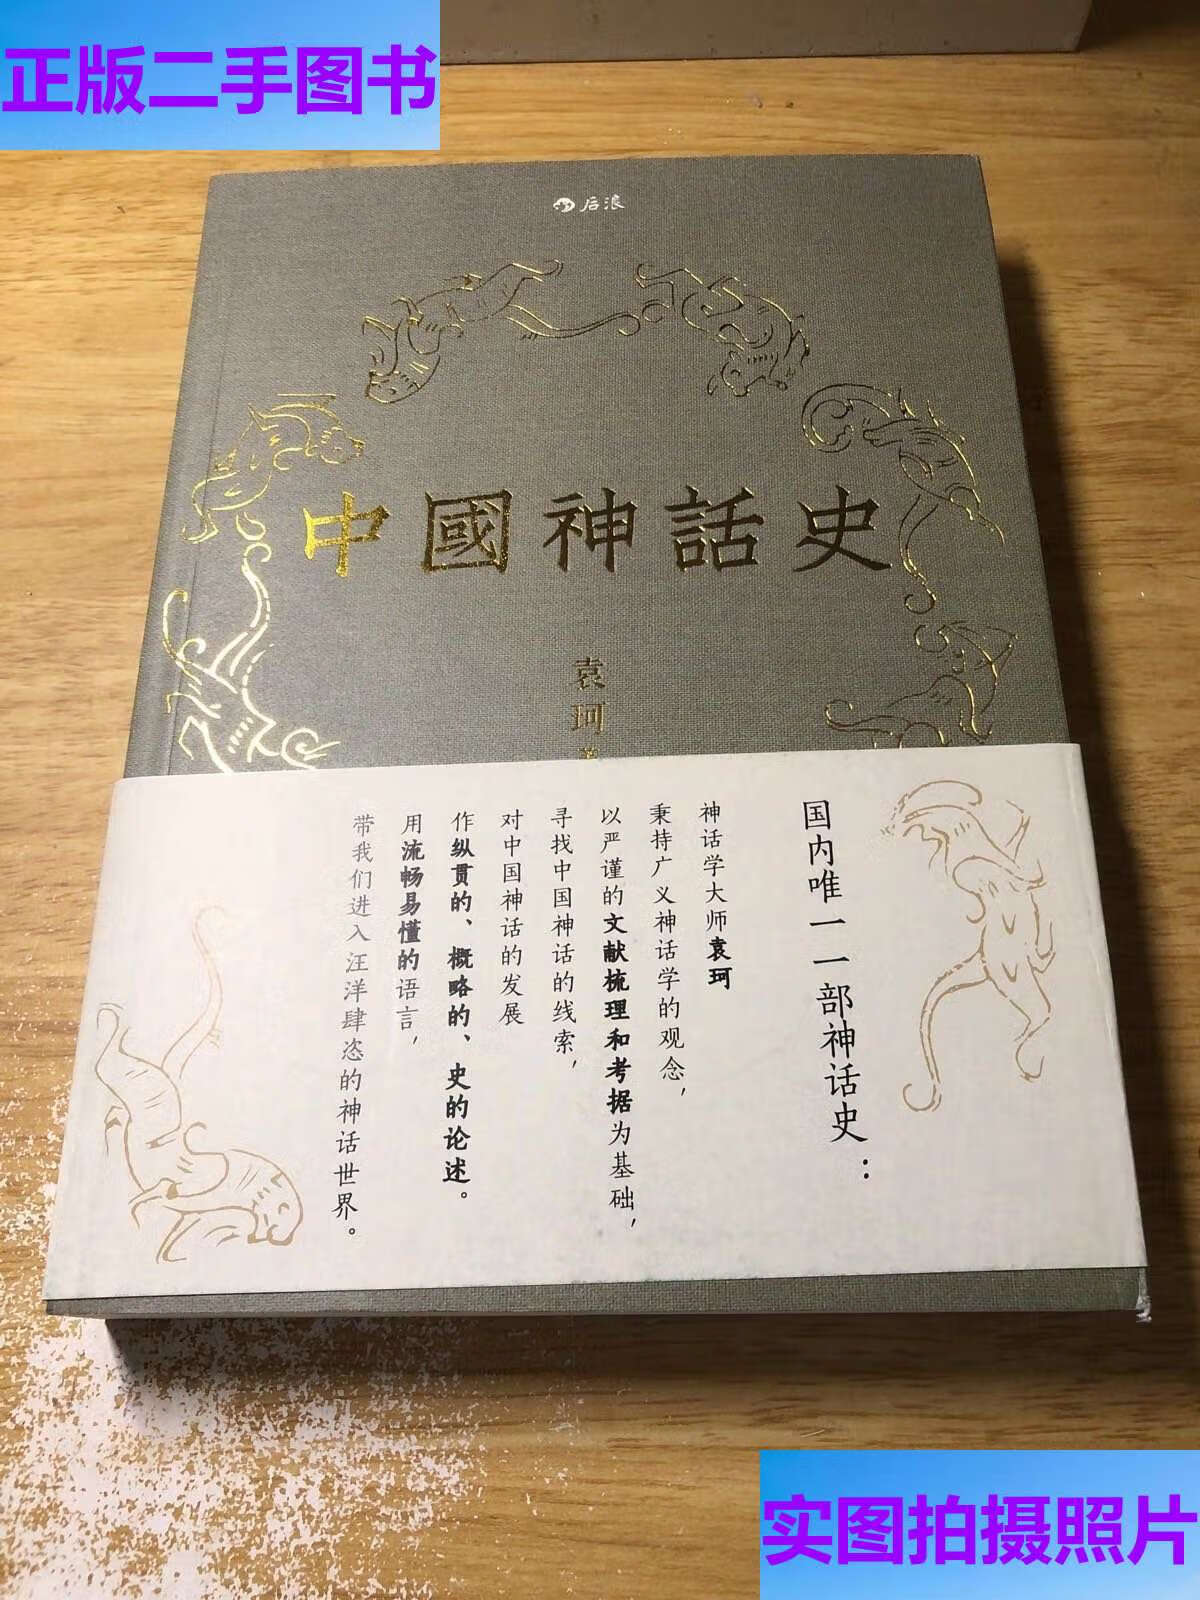 正版二手图书
后浪
中國神話史
袁珂
国内唯一一部神话史：
神话学大师袁珂
秉持广义神话学的观念，
以严谨的文献梳理和考据为基础，
寻找中国神话的线索，
对中国神话的发展
作纵贯的、概略的、史的论述。
用流畅易懂的语言，
带我们进入汪洋肆恣的神话世界。
实图拍摄照片